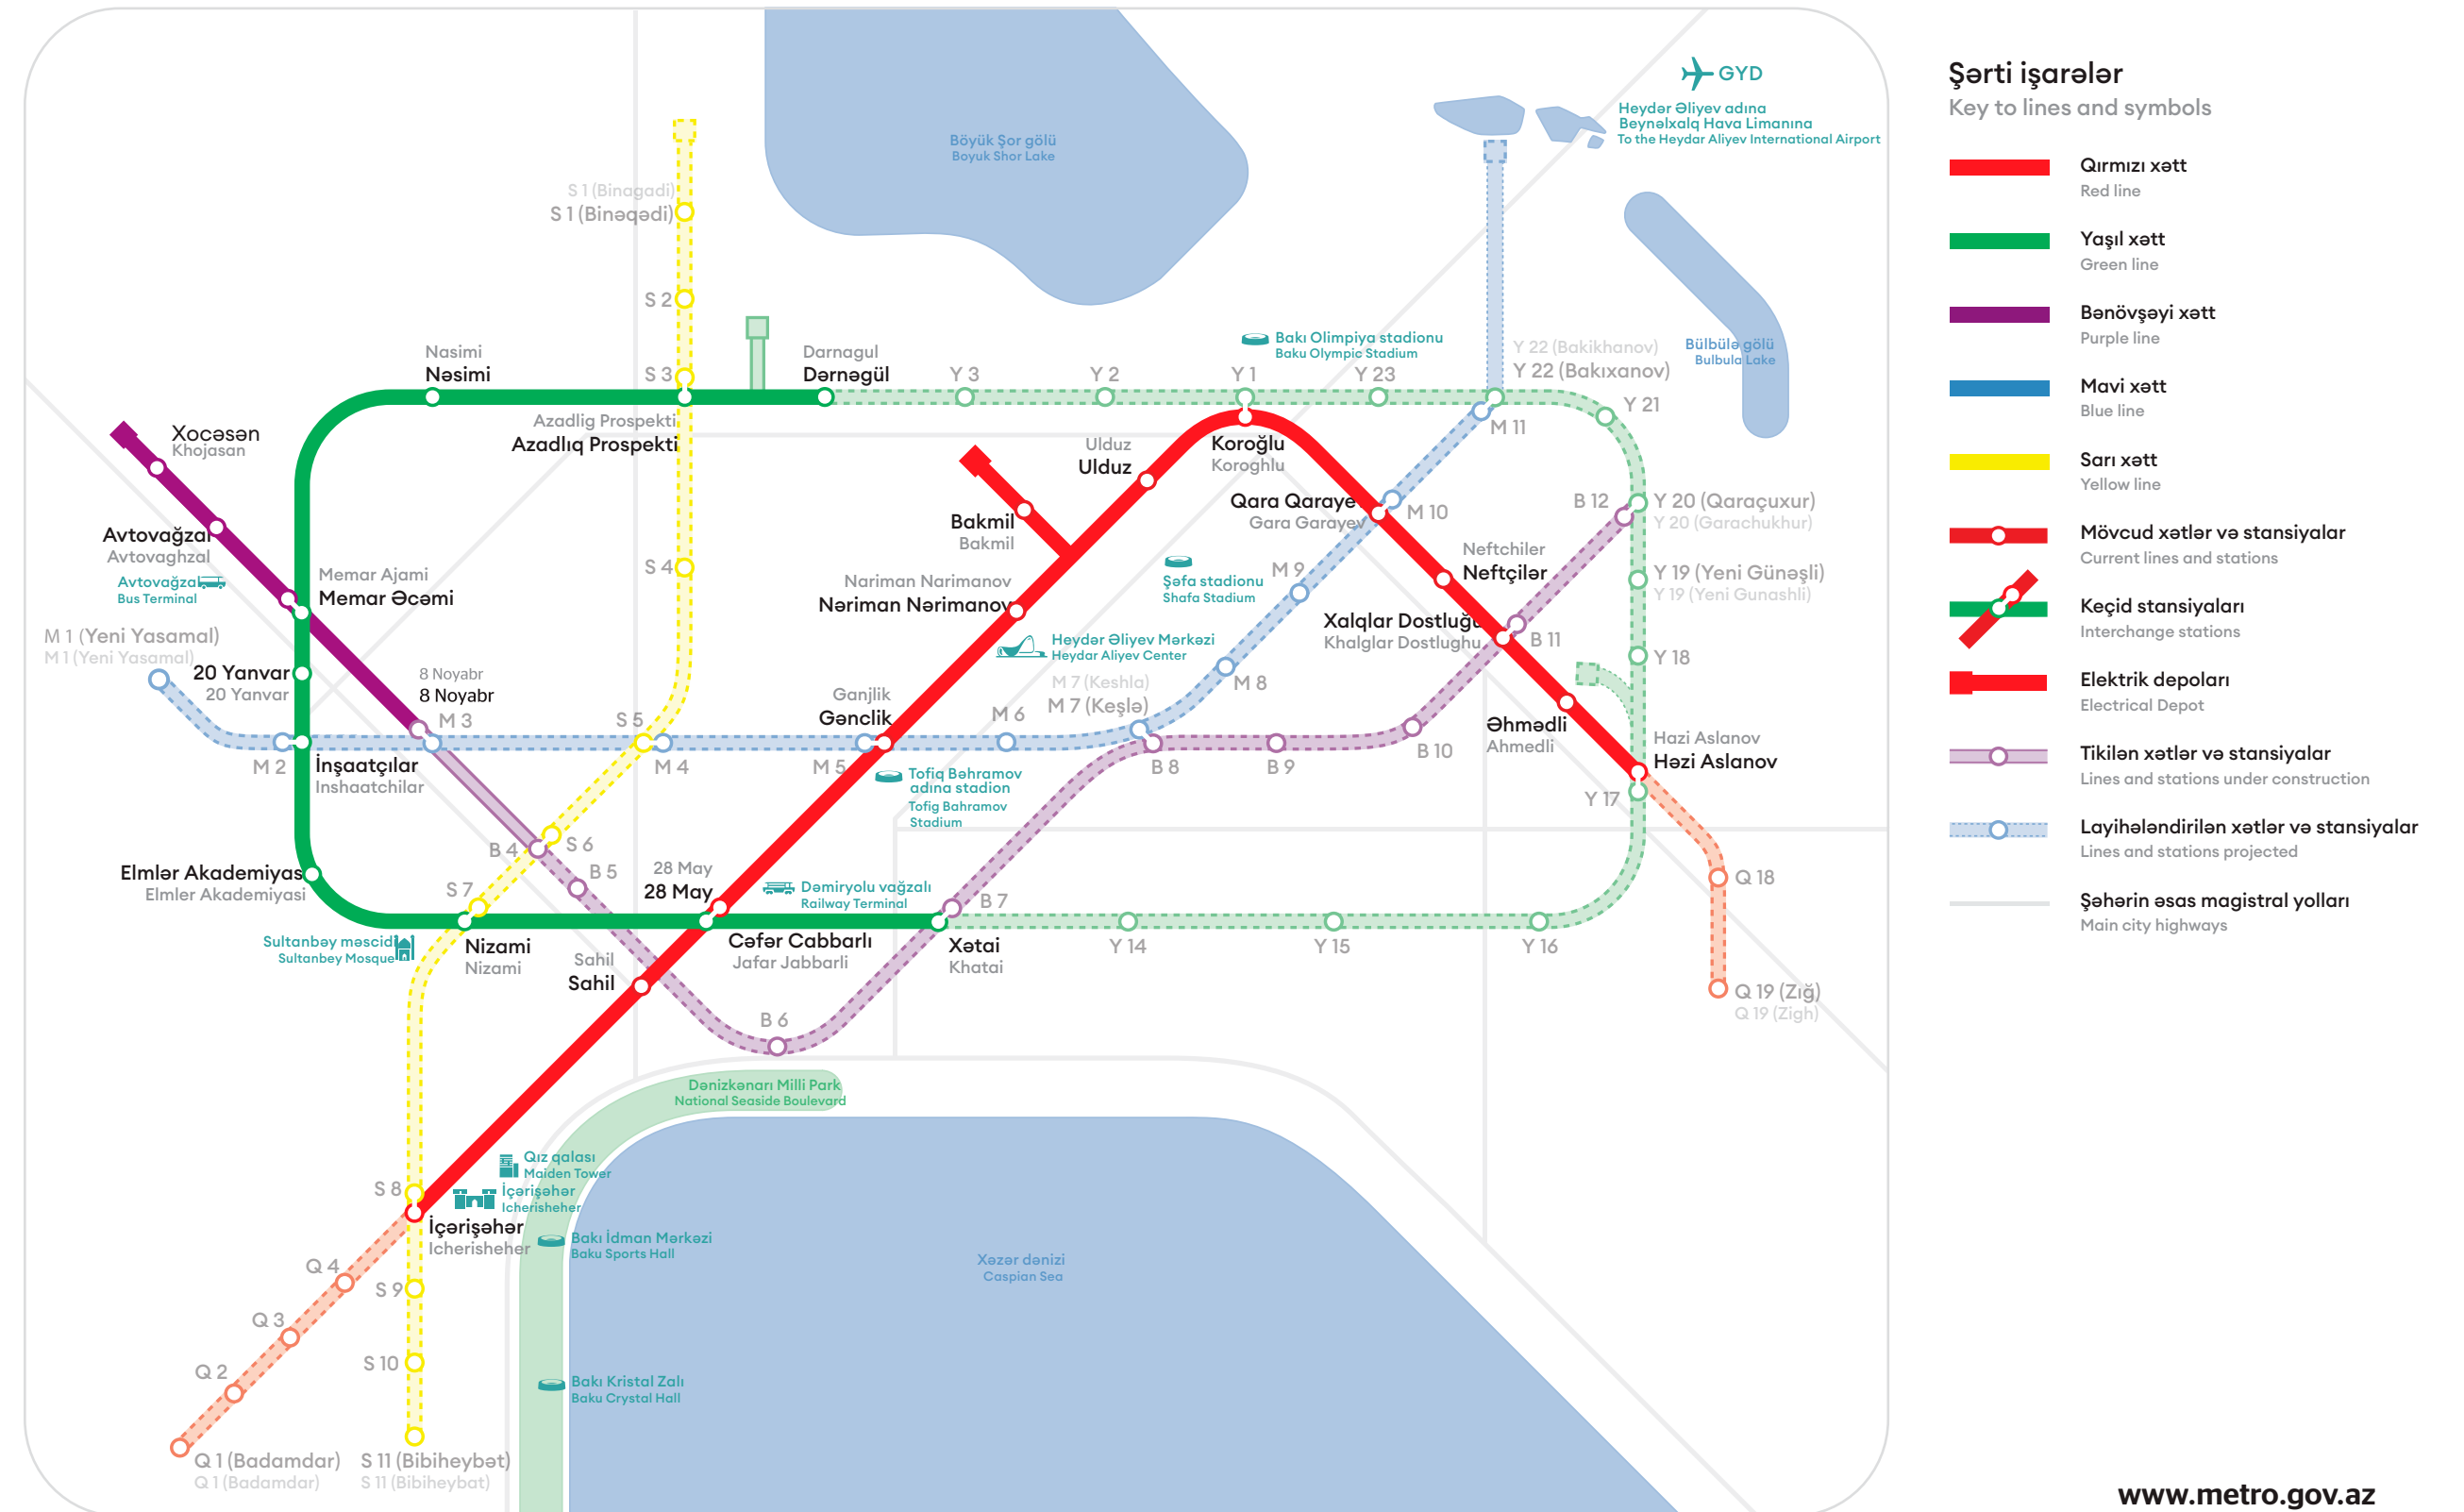 GYD
Heydər Əliyev adına
Beynəlxalq Hava Limanına
To the Heydar Aliyev International Airport
Böyük Şor gölü
Boyuk Shor Lake
S 1 (Binagadi)
S 1 (Binəqədi)
S 2
S 3
Nasimi
Nəsimi
Azadlig Prospekti
Azadlıq Prospekti
Darnagul
Dərnəgül
Y 3
Y 2
Y 1
Y 23
Bakı Olimpiya stadionu
Baku Olympic Stadium
Y 22 (Bakikhanov)
Y 22 (Bakıxanov)
Bülbülə gölü
Bulbula Lake
Y 21
M 11
Xocəsən
Khojasan
Ulduz
Ulduz
Koroğlu
Koroghlu
Avtovağzal
Avtovaghzal
Avtovağzal
Bus Terminal
Bakmil
Bakmil
Qara Qarayev
Gara Garayev
M 10
B 12
Y 20 (Qaraçuxur)
Y 20 (Garachukhur)
S 4
Memar Ajami
Memar Əcəmi
Nariman Narimanov
Nəriman Nərimanov
Şəfa stadionu
Shafa Stadium
M 9
Neftchiler
Neftçilər
Y 19 (Yeni Günəşli)
Y 19 (Yeni Gunashli)
M 1 (Yeni Yasamal)
M 1 (Yeni Yasamal)
20 Yanvar
20 Yanvar
8 Noyabr
8 Noyabr
Heydər Əliyev Mərkəzi
Heydar Aliyev Center
Xalqlar Dostluğu
Khalglar Dostlughu
B 11
Y 18
M 8
M 7 (Keshla)
M 7 (Keşlə)
M 3
S 5
Ganjlik
Gənclik
M 6
Əhmədli
Ahmedli
Hazi Aslanov
Həzi Aslanov
M 2
İnşaatçılar
Inshaatchilar
M 4
M 5
Tofiq Bəhramov
adına stadion
Tofig Bahramov
Stadium
B 8
B 9
B 10
Y 17
B 4
S 6
B 5
Elmlər Akademiyası
Elmler Akademiyasi
S 7
28 May
28 May
Dəmiryolu vağzalı
Railway Terminal
B 7
Q 18
Sultanbəy məscidi
Sultanbey Mosque
Nizami
Nizami
Cəfər Cabbarlı
Jafar Jabbarli
Xətai
Khatai
Y 14
Y 15
Y 16
Sahil
Sahil
Q 19 (Zığ)
Q 19 (Zigh)
B 6
Dənizkənarı Milli Park
National Seaside Boulevard
Qız qalası
Maiden Tower
İçərişəhər
Icherisheher
S 8
İçərişəhər
Icherisheher
Bakı İdman Mərkəzi
Baku Sports Hall
Xəzər dənizi
Caspian Sea
Q 4
S 9
Q 3
Q 2
S 10
Bakı Kristal Zalı
Baku Crystal Hall
Q 1 (Badamdar)
Q 1 (Badamdar)
S 11 (Bibiheybət)
S 11 (Bibiheybat)
Şərti işarələr
Key to lines and symbols
Qırmızı xətt
Red line
Yaşıl xətt
Green line
Bənövşəyi xətt
Purple line
Mavi xətt
Blue line
Sarı xətt
Yellow line
Mövcud xətlər və stansiyalar
Current lines and stations
Keçid stansiyaları
Interchange stations
Elektrik depoları
Electrical Depot
Tikilən xətlər və stansiyalar
Lines and stations under construction
Layihələndirilən xətlər və stansiyalar
Lines and stations projected
Şəhərin əsas magistral yolları
Main city highways
www.metro.gov.az